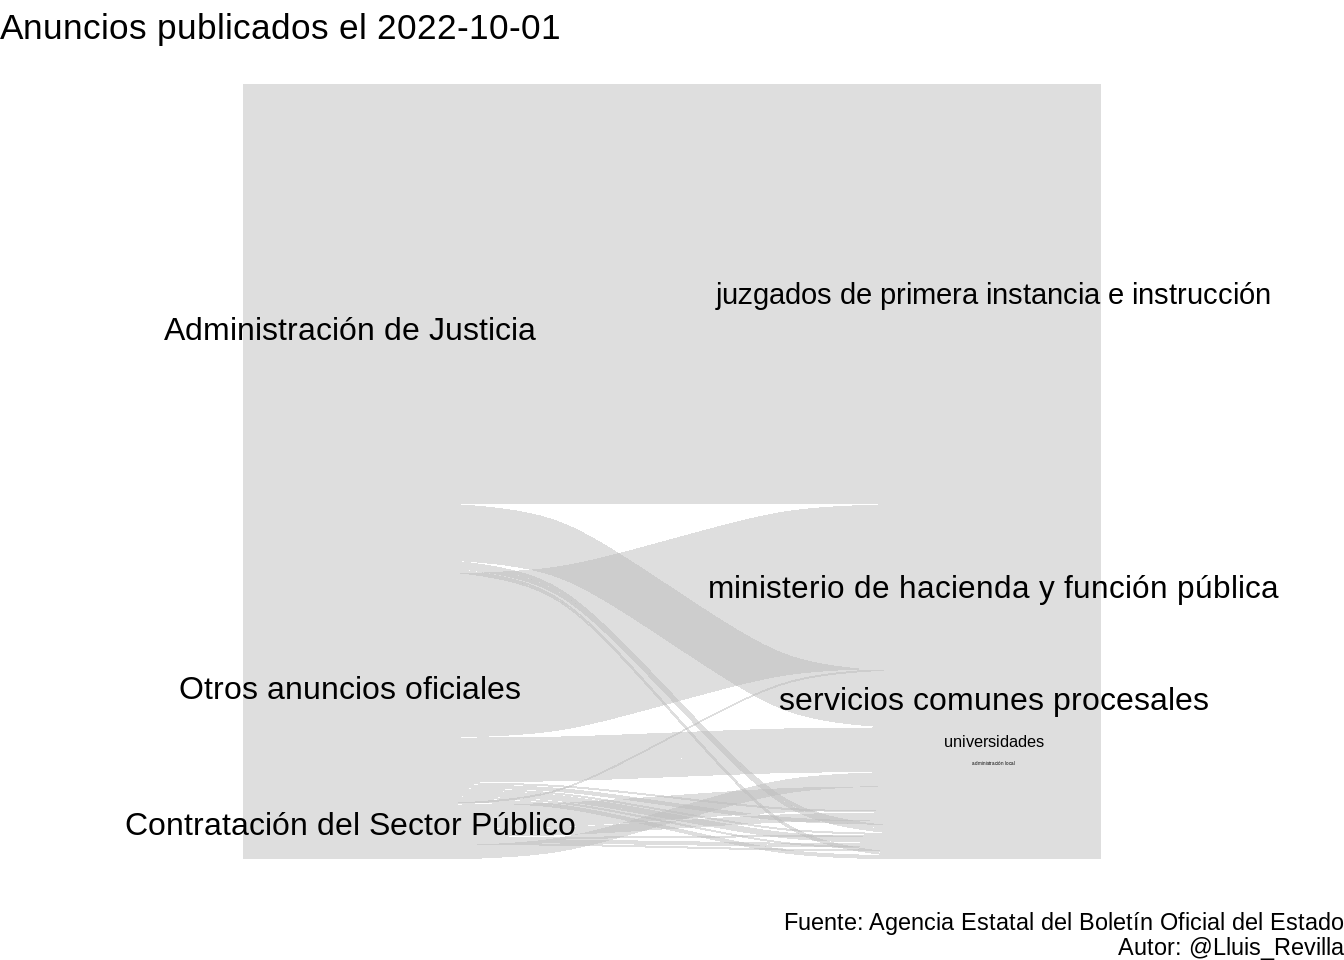 Anuncios publicados el 2022-10-01
juzgados de primera instancia e instrucción
Administración de Justicia
ministerio de hacienda y función pública
Otros anuncios oficiales
servicios comunes procesales
universidades
administración local
Contratación del Sector Público
Fuente: Agencia Estatal del Boletín Oficial del Estado
Autor: @Lluis_Revilla